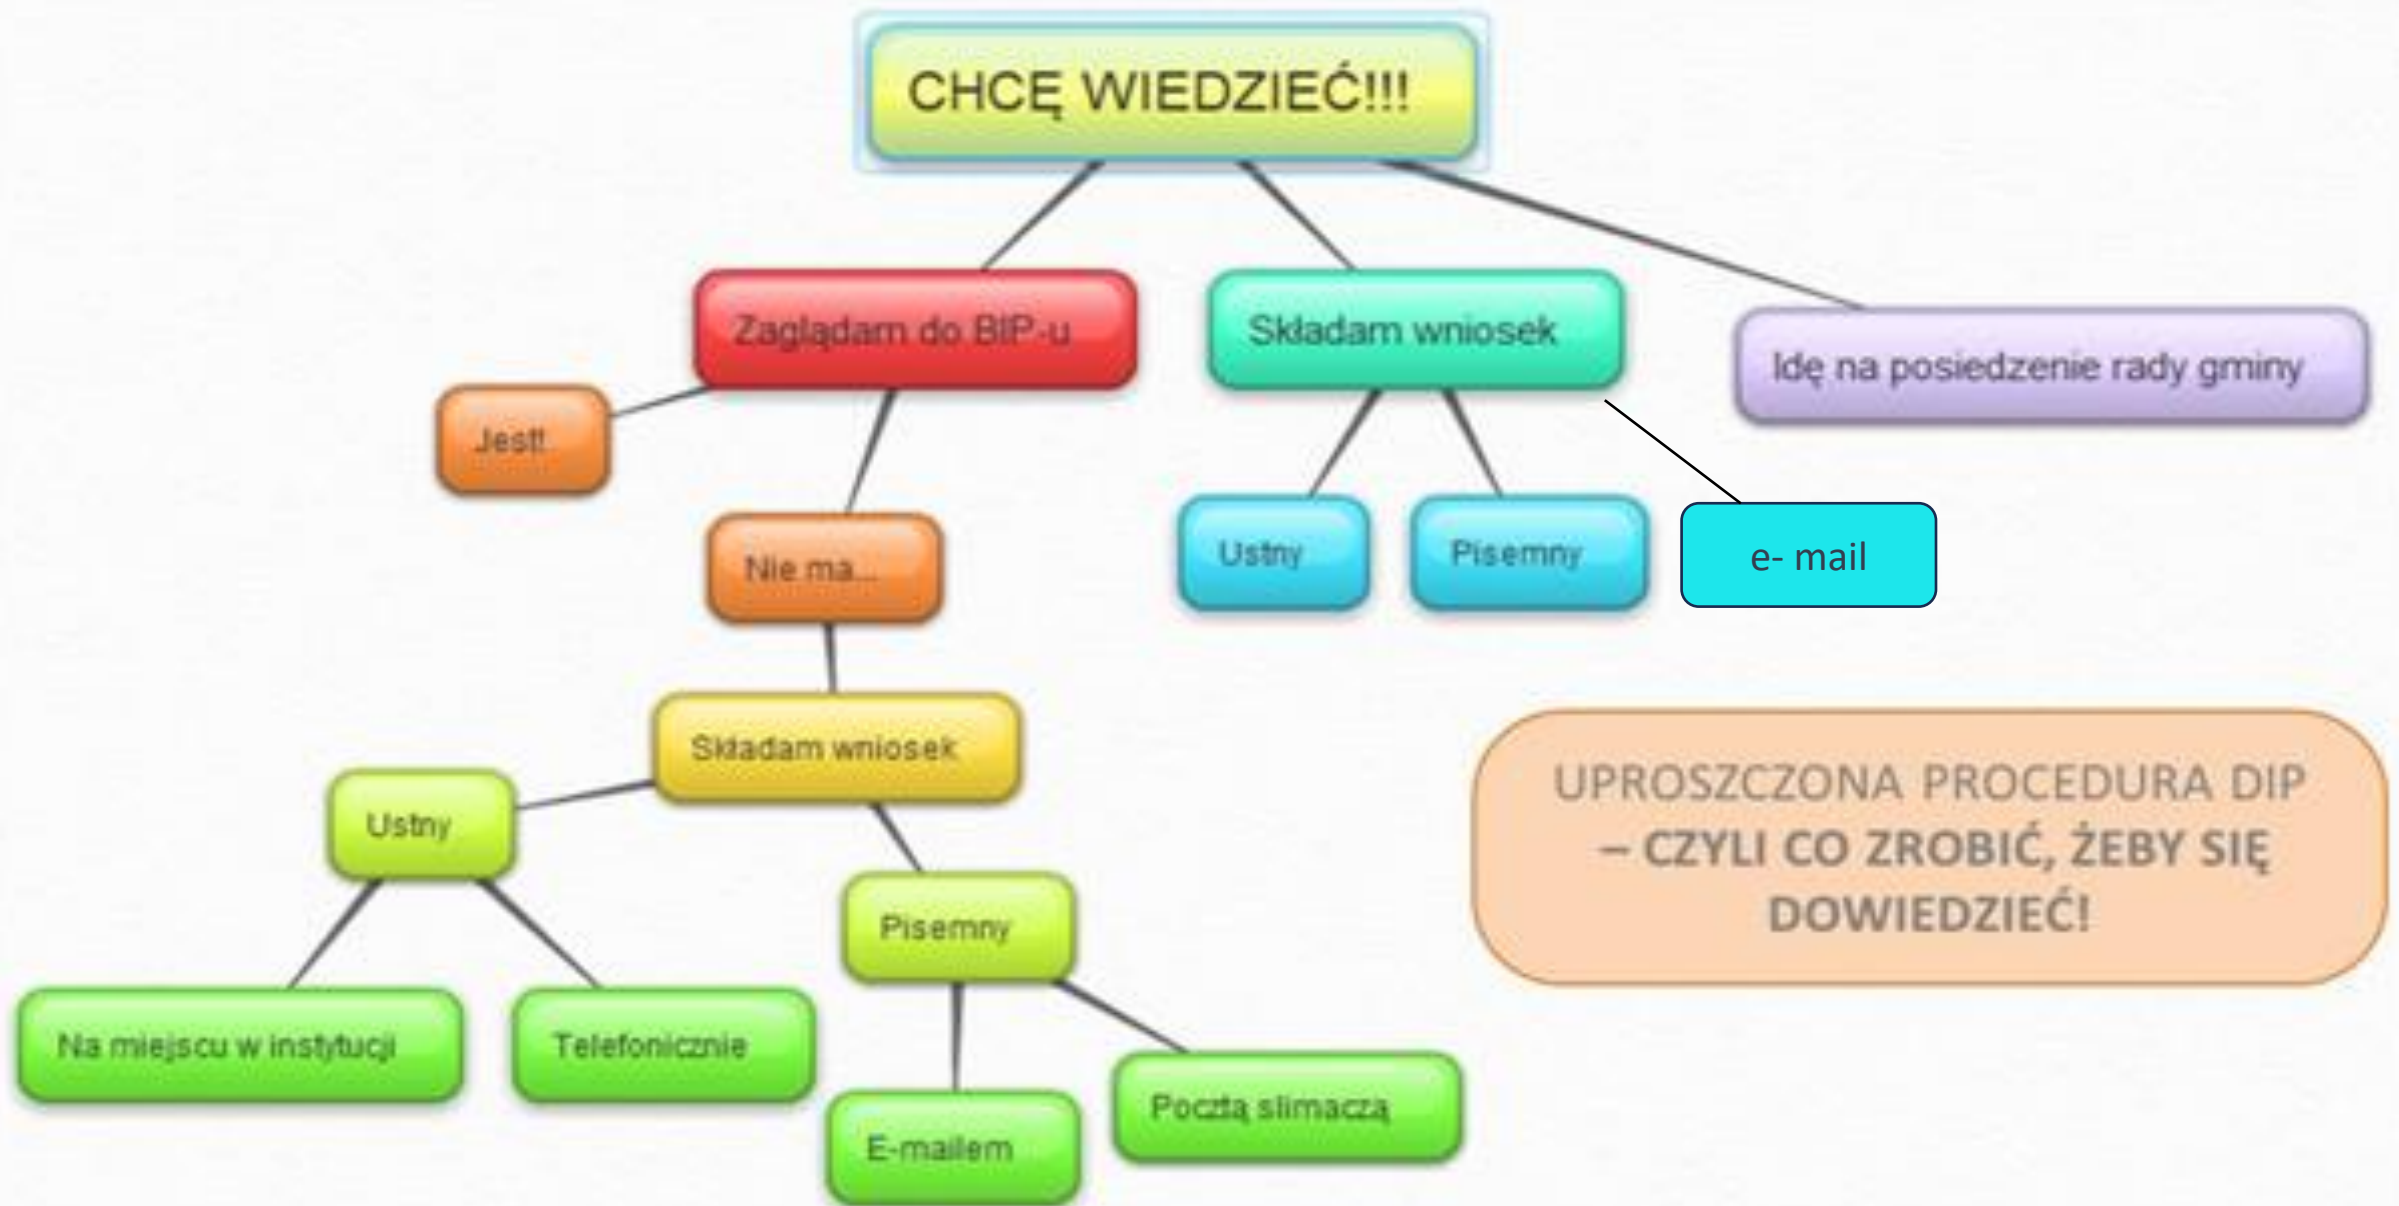 CHCĘ WIEDZIEĆ!!!
Zaglądam do BIP-u
Składam wniosek
Idę na posiedzenie rady gminy
Jest!
Nie ma...
Ustny
Pisemny
e- mail
Składam wniosek
Ustny
Pisemny
Na miejscu w instytucji
Telefonicznie
E-mailem
Pocztą slimaczą
UPROSZCZONA PROCEDURA DIP
– CZYLI CO ZROBIĆ, ŻEBY SIĘ
DOWIEDZIEĆ!